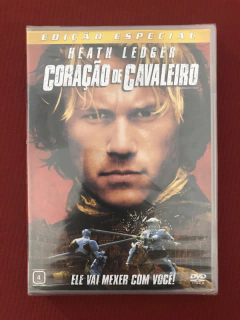 EDIÇÃO ESPECIAL
HEATH LEDGER
CORAÇÃO DE CAVALEIRO
ELE VAI MEXER COM VOCÊ!
DVD